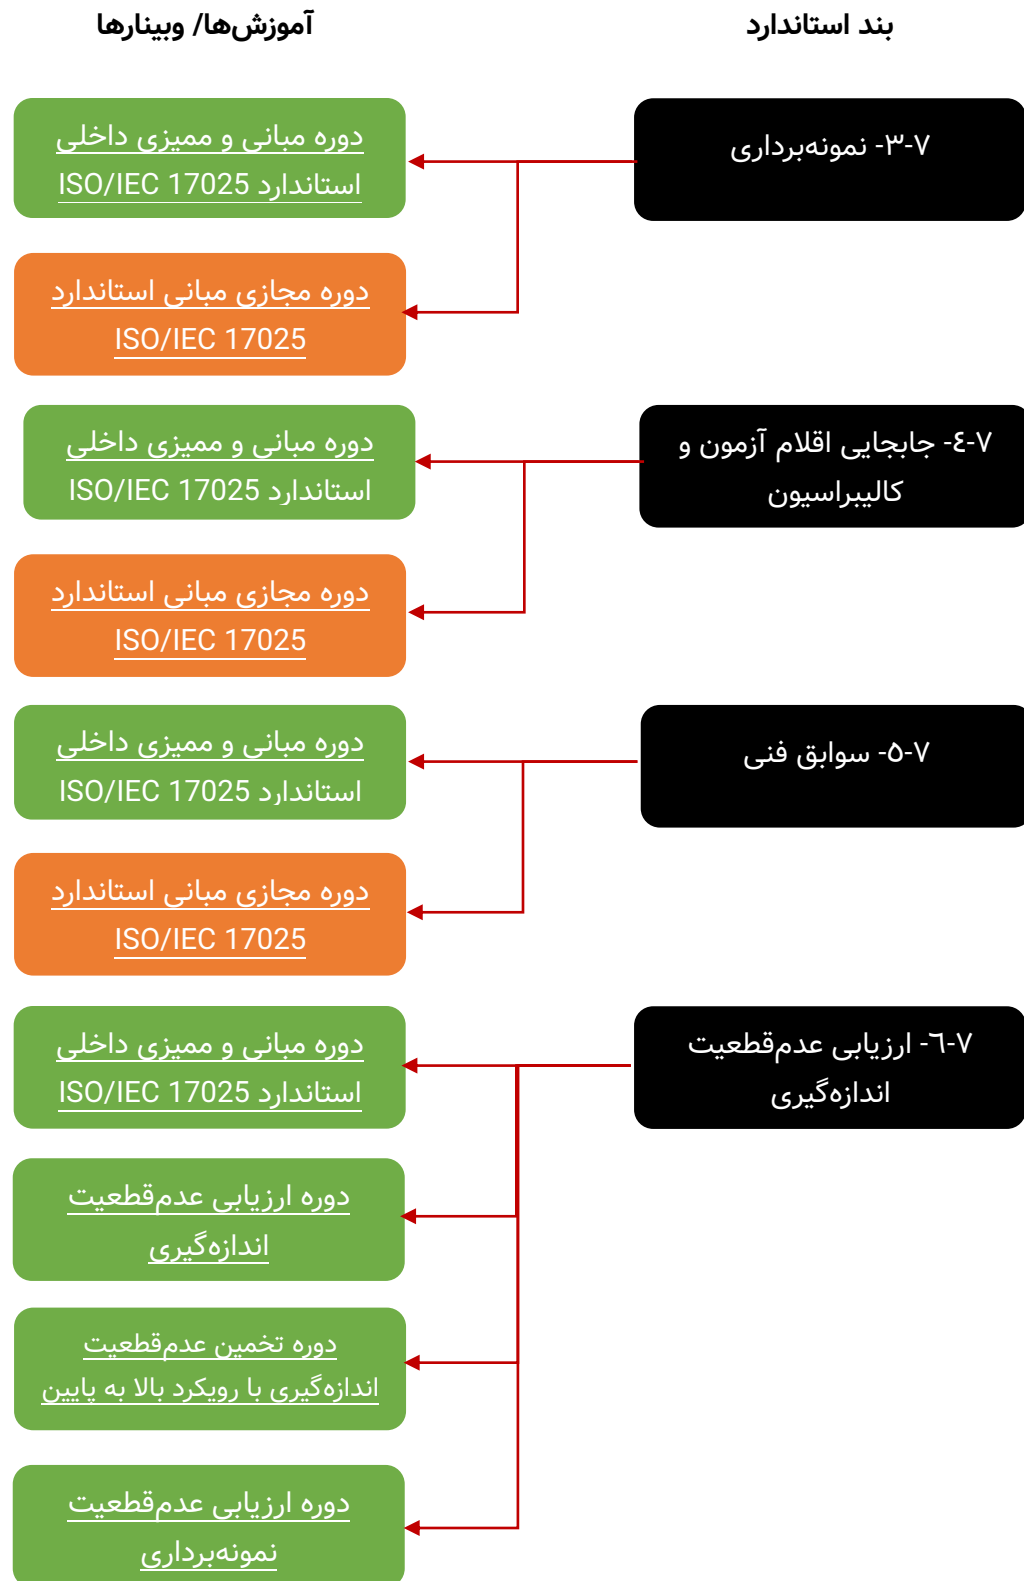 بند استاندارد
آموزش‌ها/ وبینارها
۷-۳- نمونه‌برداری
دوره مبانی و ممیزی داخلی
استاندارد ISO/IEC 17025
دوره مجازی مبانی استاندارد
ISO/IEC 17025
۷-٤- جابجایی اقلام آزمون و
کالیبراسیون
دوره مبانی و ممیزی داخلی
استاندارد ISO/IEC 17025
دوره مجازی مبانی استاندارد
ISO/IEC 17025
۷-٥- سوابق فنی
دوره مبانی و ممیزی داخلی
استاندارد ISO/IEC 17025
دوره مجازی مبانی استاندارد
ISO/IEC 17025
۷-٦- ارزیابی عدم‌قطعیت
اندازه‌گیری
دوره مبانی و ممیزی داخلی
استاندارد ISO/IEC 17025
دوره ارزیابی عدم‌قطعیت
اندازه‌گیری
دوره تخمین عدم‌قطعیت
اندازه‌گیری با رویکرد بالا به پایین
دوره ارزیابی عدم‌قطعیت
نمونه‌برداری